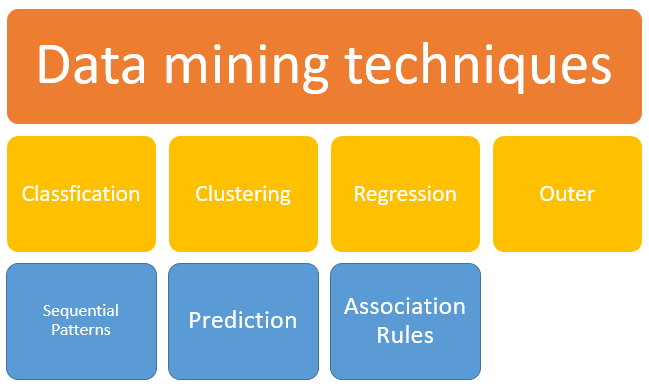 Data mining techniques
Classfication
Clustering
Regression
Outer
Sequential
Patterns
Prediction
Association
Rules